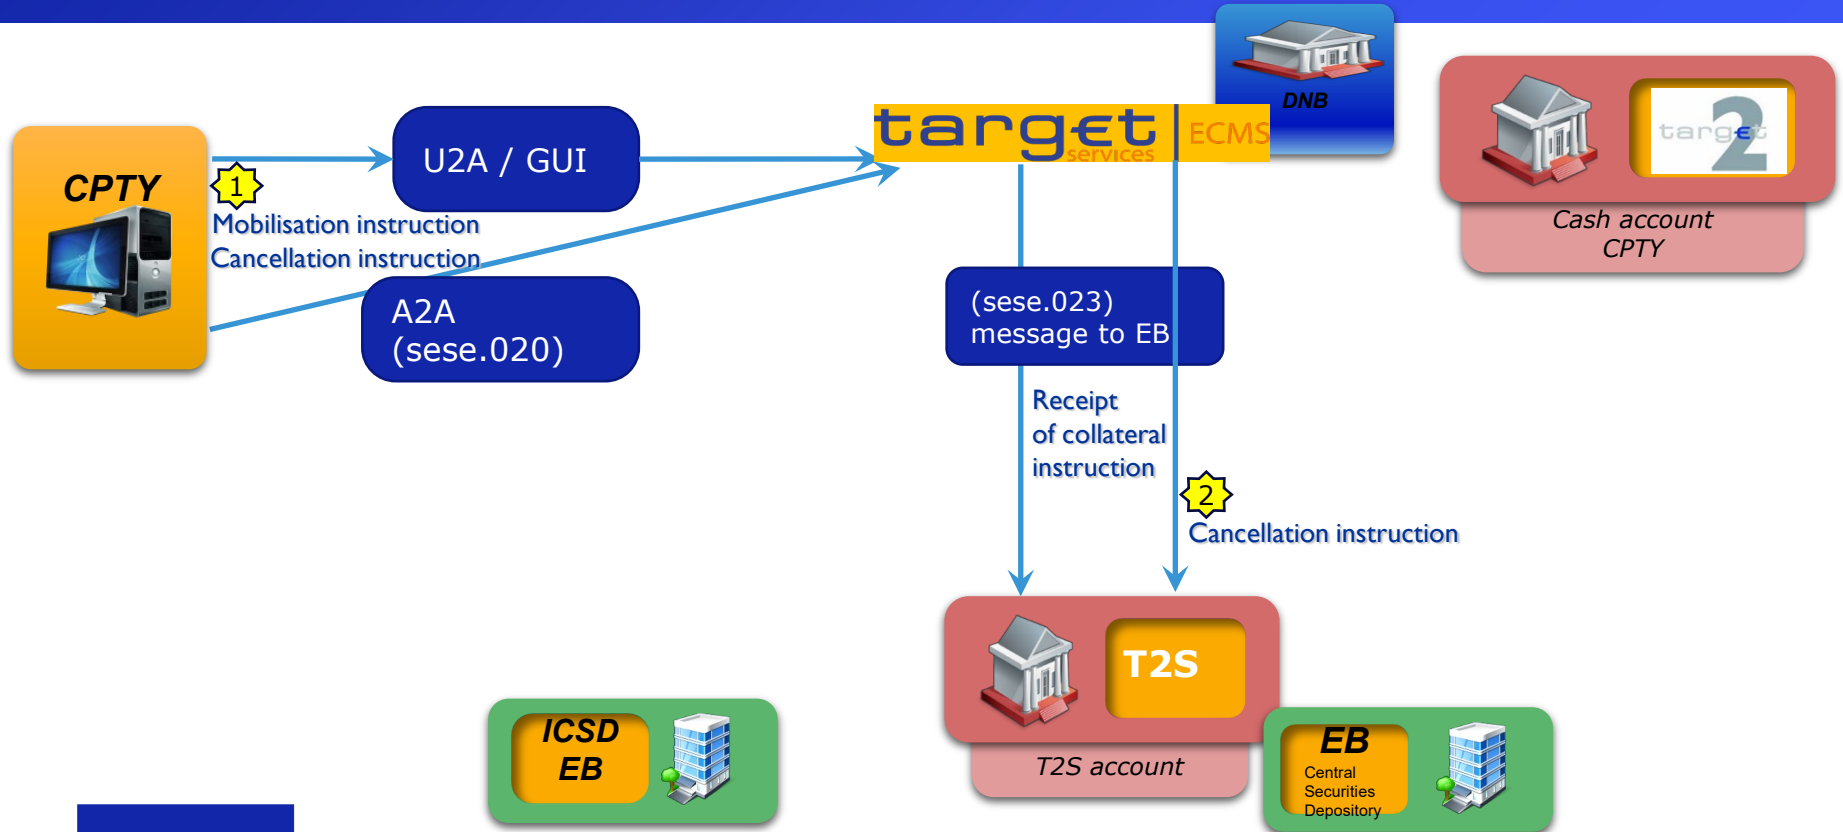 DNB
target | ECMS
services
target
2
CPTY
U2A / GUI
1
Mobilisation instruction
Cancellation instruction
Cash account
CPTY
A2A
(sese.020)
(sese.023)
message to EB
Receipt
of collateral
instruction
2
Cancellation instruction
T2S
T2S account
ICSD
EB
EB
Central
Securities
Depository